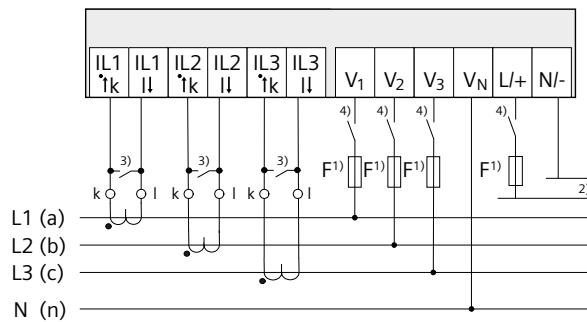 IL1 IL1 IL2 IL2 IL3 IL3
k l k l k l V1 V2 V3 VN L/+ N/-
4) 4) 4) 4)
3) 3) 3)
F1) F1) F1) F1)
k l k l k l 2)
L1 (a)
L2 (b)
L3 (c)
N (n)